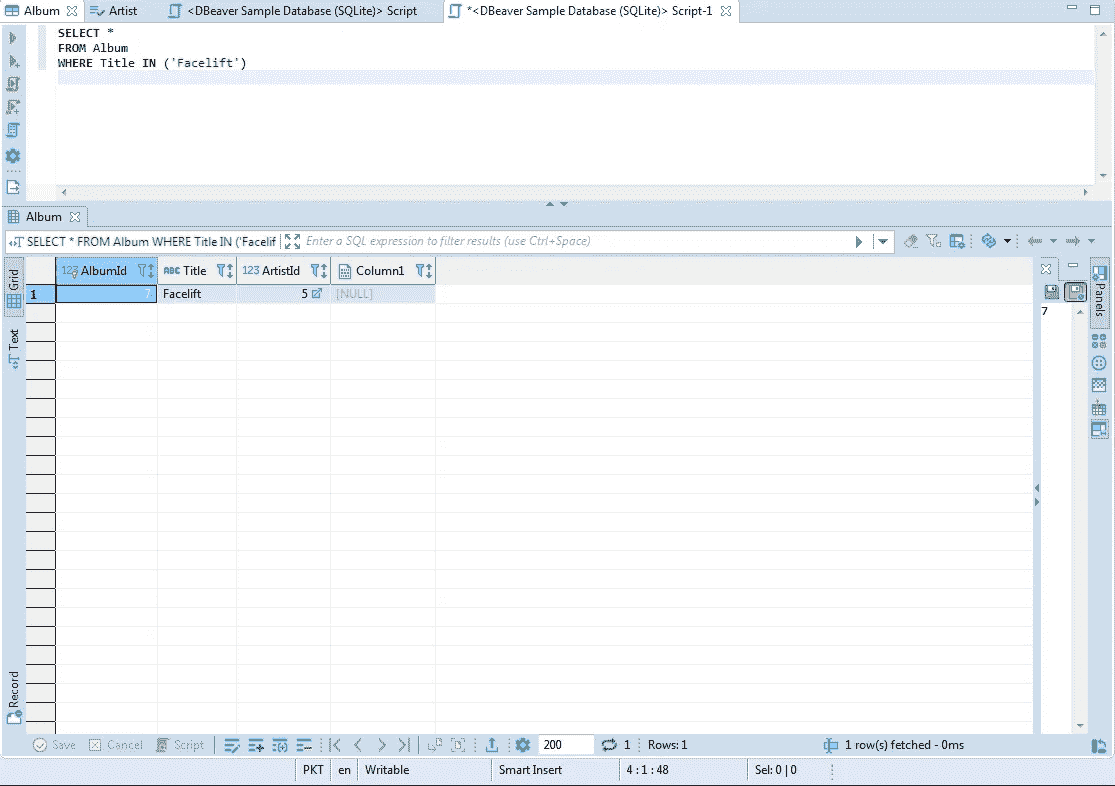 Album Artist <DBeaver Sample Database (SQLite)> Script *<DBeaver Sample Database (SQLite)> Script-1
SELECT *
FROM Album
WHERE Title IN ('Facelift')
Album
SELECT * FROM Album WHERE Title IN ('Facelif Enter a SQL expression to filter results (use Ctrl+Space)
Grid
Text
Record
123 AlbumId ABC Title 123 ArtistId Column1
1 7 Facelift 5 [NULL]
7
Panels
Save Cancel Script 200 1 Rows: 1 1 row(s) fetched - 0ms
PKT en Writable Smart Insert 4 : 1 : 48 Sel: 0 | 0